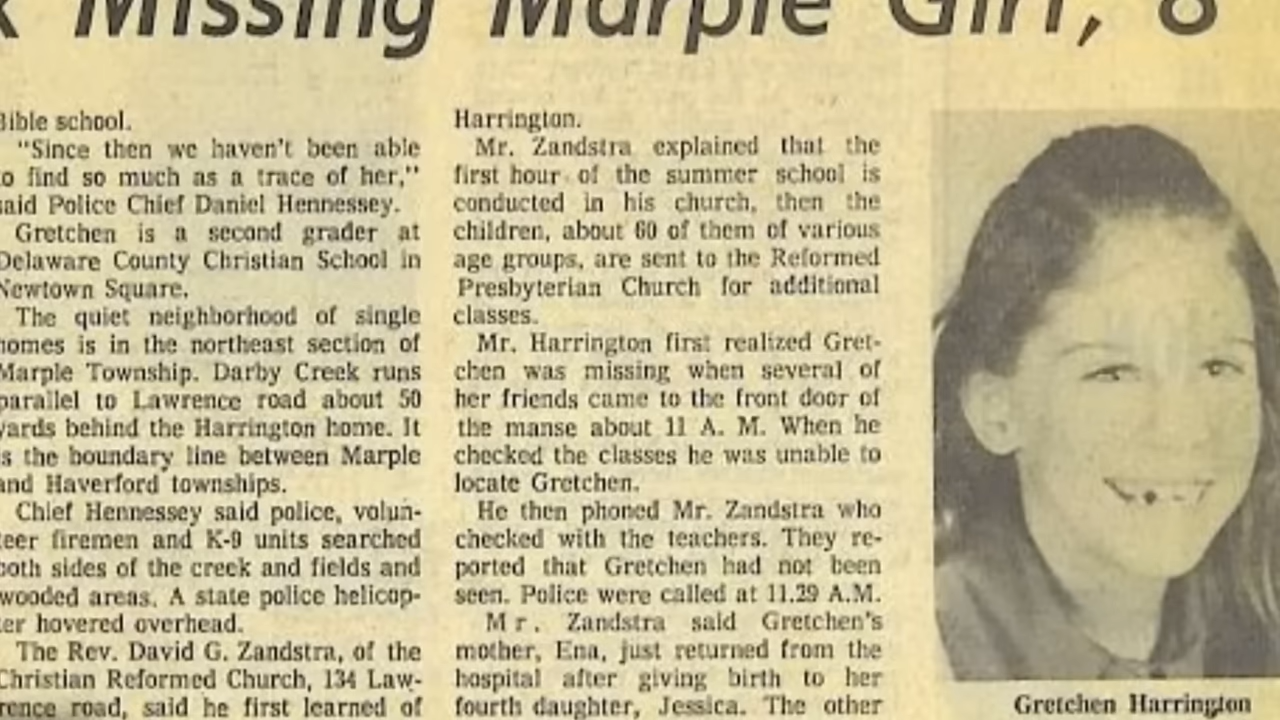 Missing Marple Girl, 8
Bible school.
"Since then we haven't been able
to find so much as a trace of her,"
said Police Chief Daniel Hennessey.
Gretchen is a second grader at
Delaware County Christian School in
Newtown Square.
The quiet neighborhood of single
homes is in the northeast section of
Marple Township. Darby Creek runs
parallel to Lawrence road about 50
yards behind the Harrington home. It
is the boundary line between Marple
and Haverford townships.
Chief Hennessey said police, volun-
teer firemen and K-9 units searched
both sides of the creek and fields and
wooded areas. A state police helicop-
ter hovered overhead.
The Rev. David G. Zandstra, of the
Christian Reformed Church, 134 Law-
rence road, said he first learned of
Harrington.
Mr. Zandstra explained that the
first hour of the summer school is
conducted in his church, then the
children, about 60 of them of various
age groups, are sent to the Reformed
Presbyterian Church for additional
classes.
Mr. Harrington first realized Gret-
chen was missing when several of
her friends came to the front door of
the manse about 11 A. M. When he
checked the classes he was unable to
locate Gretchen.
He then phoned Mr. Zandstra who
checked with the teachers. They re-
ported that Gretchen had not been
seen. Police were called at 11.29 A.M.
Mr. Zandstra said Gretchen's
mother, Ena, just returned from the
hospital after giving birth to her
fourth daughter, Jessica. The other
Gretchen Harrington